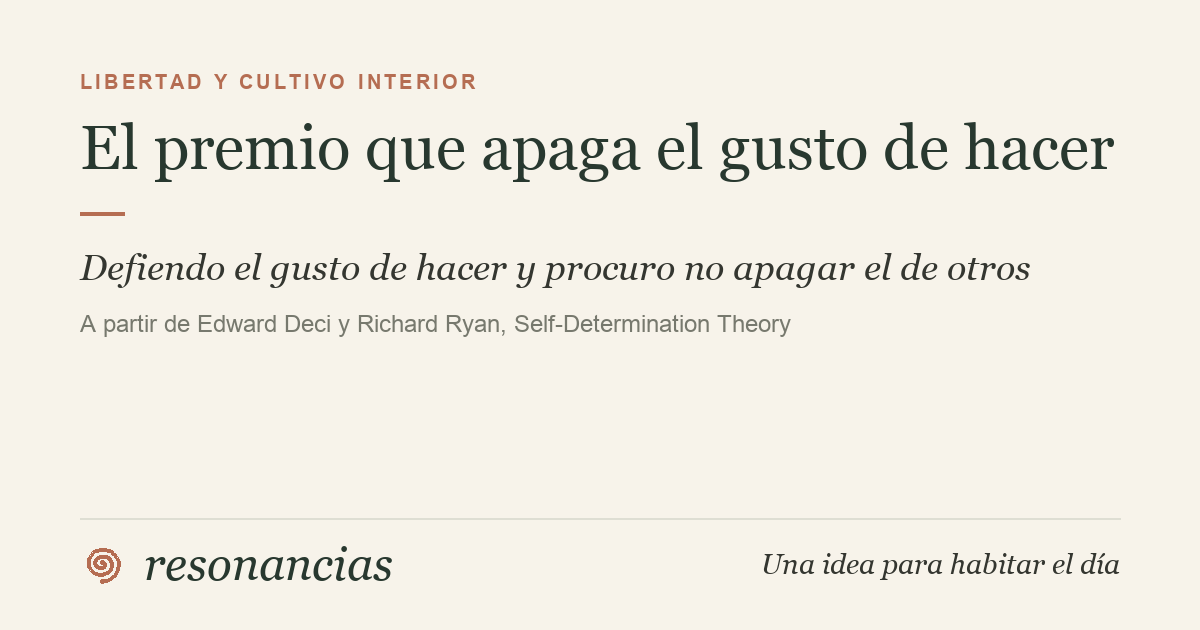 LIBERTAD Y CULTIVO INTERIOR
El premio que apaga el gusto de hacer
Defiendo el gusto de hacer y procuro no apagar el de otros
A partir de Edward Deci y Richard Ryan, Self-Determination Theory
resonancias
Una idea para habitar el día